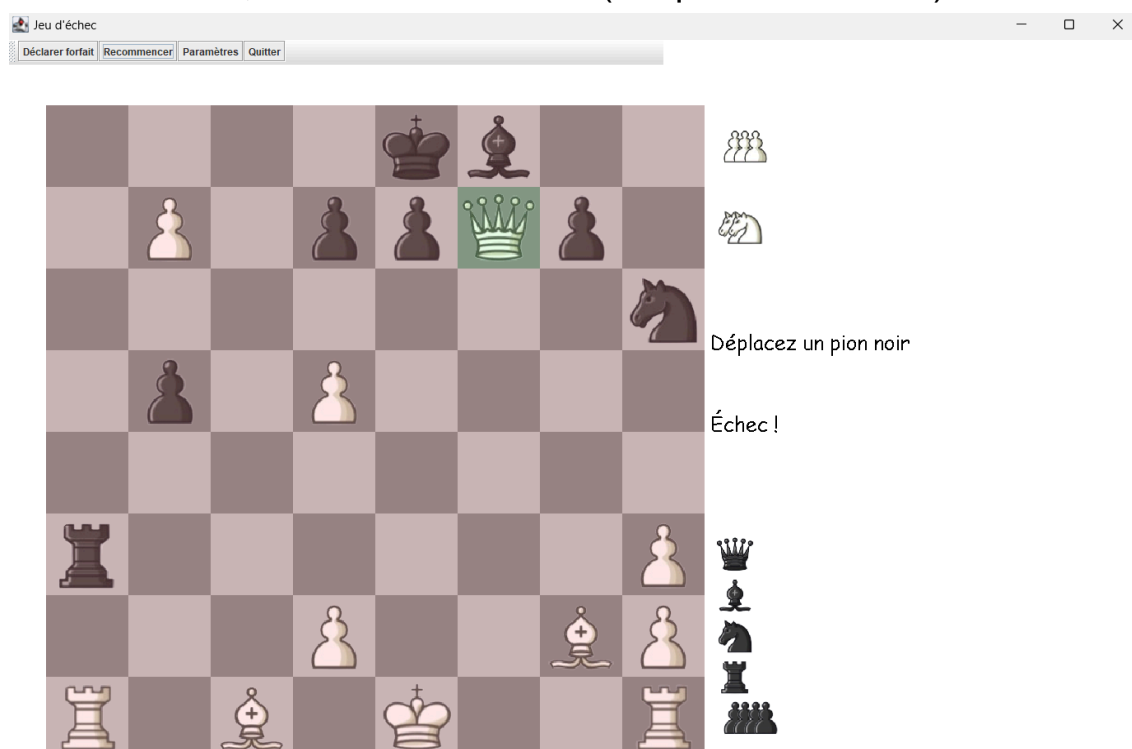 Jeu d'échec
Déclarer forfait Recommencer Paramètres Quitter
Déplacez un pion noir
Échec !